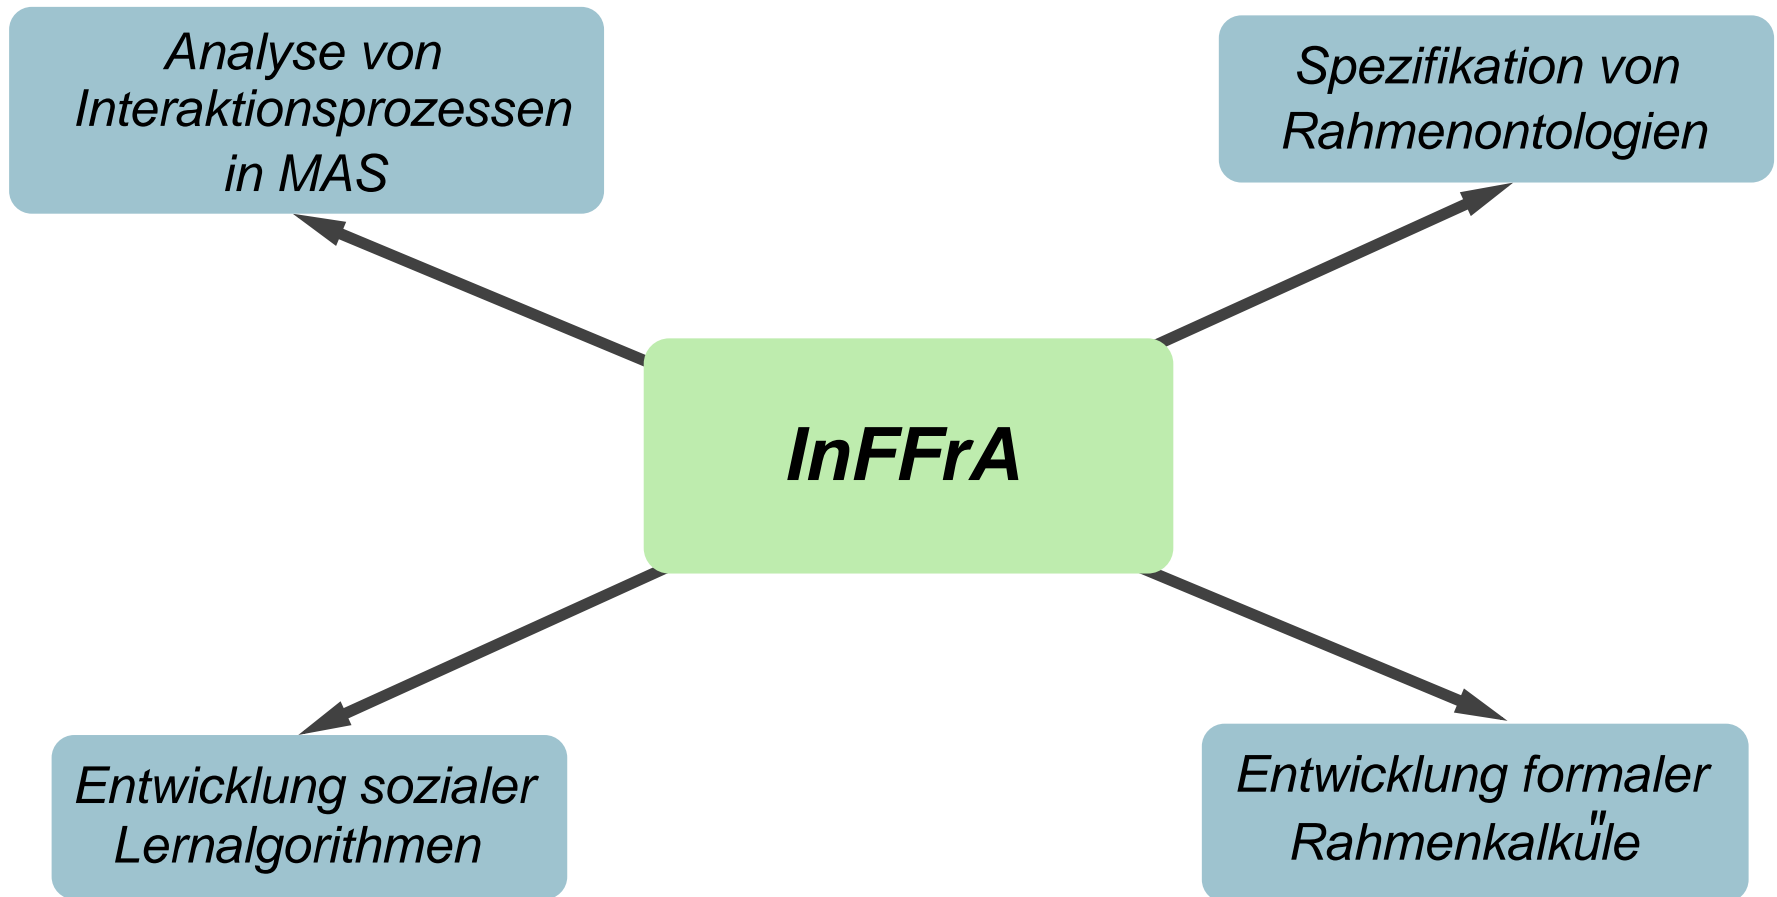 Analyse von
Interaktionsprozessen
in MAS
Spezifikation von
Rahmenontologien
InFFrA
Entwicklung sozialer
Lernalgorithmen
Entwicklung formaler
Rahmenkalküle